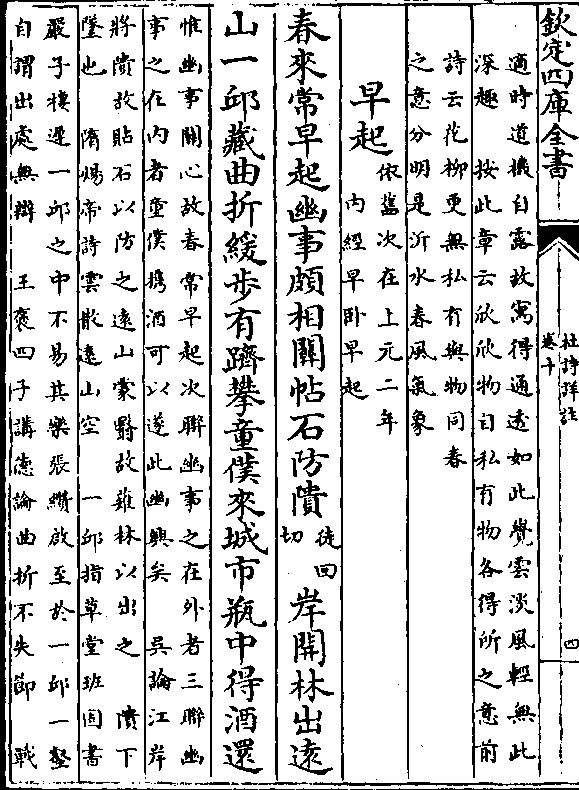 欽定四庫全書
杜詩詳註
卷十
四
適時道機自露故寓得通透如此覺雲淡風輕無此
深趣 按此章云欣欣物自私有物各得所之意前
詩云花柳更無私有與物同春
之意分明是沂水春風氣象
早起 依舊次在上元二年
內經早卧早起
春來常早起幽事頗相關帖石防隤 徒回
切 岸開林出遠
山一邱藏曲折緩步有躋攀童僕來城市瓶中得酒還
惟幽事關心故春常早起次聯幽事之在外者三聯幽
事之在內者童僕携酒可以遂此幽興矣 吳論江岸
將隤故貼石以防之遠山蒙翳故雖林以出之 隤下
墜也 隋煬帝詩雲散遠山空 一邱指草堂班固書
嚴子棲遲一邱之中不易其樂張纘啟至於一邱一壑
自謂出處無辯 王褒四子講德論曲折不失節 戰